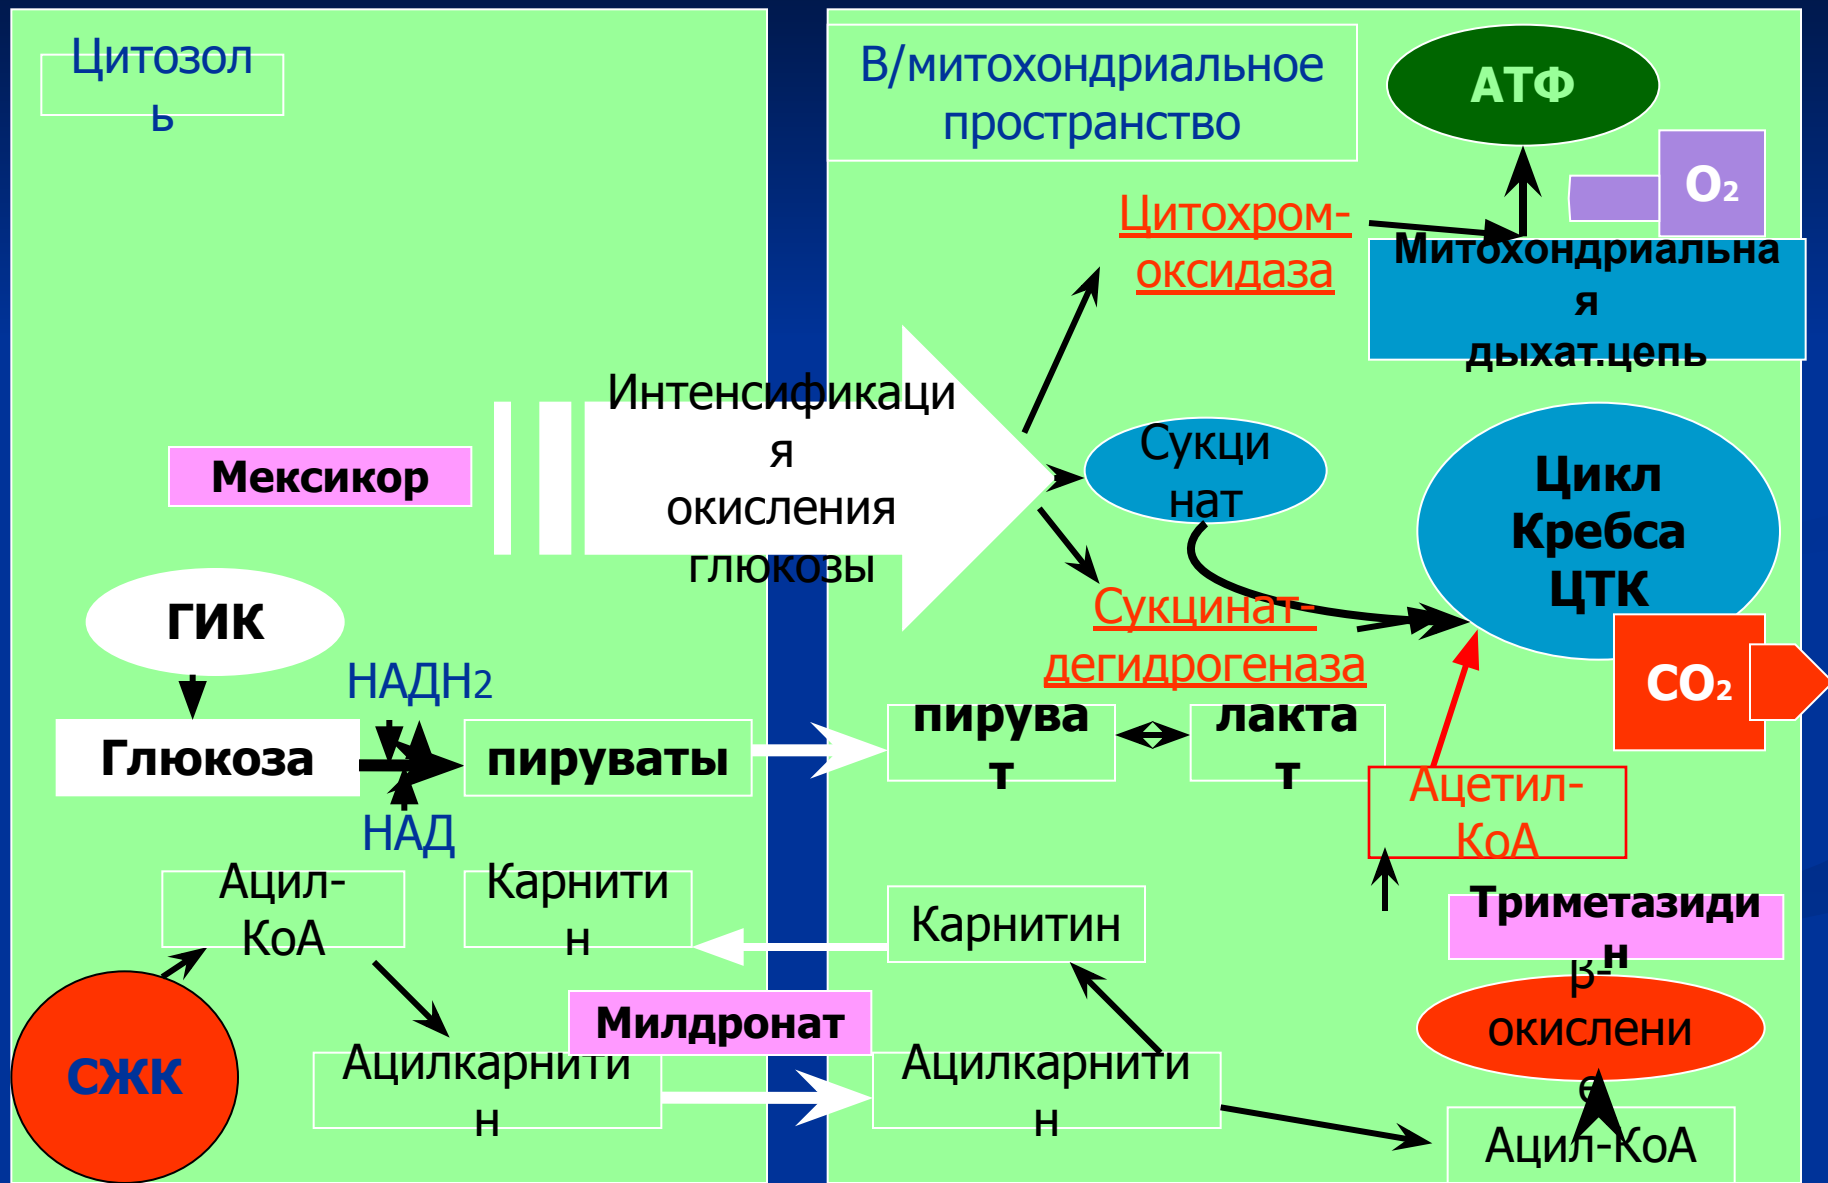 Цитозол
ь
В/митохондриальное
пространство
АТФ
О2
Цитохром-
оксидаза
Митохондриальна
я
дыхат.цепь
Интенсификаци
я
окисления
глюкозы
Мексикор
Сукци
нат
Цикл
Кребса
ЦТК
ГИК
Сукцинат-
дегидрогеназа
СО2
НАДН2
Глюкоза
пируваты
пирува
т
лакта
т
НАД
Ацетил-
КоА
Ацил-
КоА
Карнити
н
Карнитин
Триметазиди
н
β-
окислени
е
СЖК
Милдронат
Ацилкарнити
н
Ацилкарнити
н
Ацил-КоА